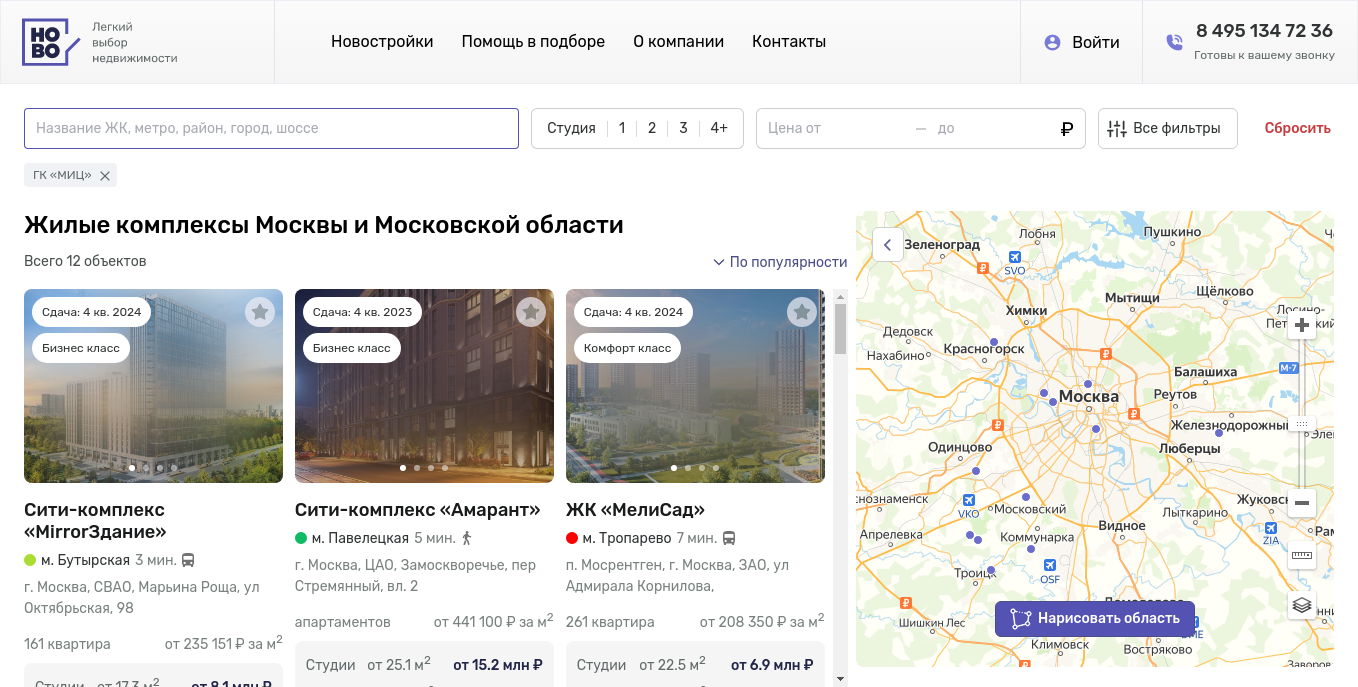 НО
ВО
Легкий
выбор
недвижимости
Новостройки
Помощь в подборе
О компании
Контакты
Войти
8 495 134 72 36
Готовы к вашему звонку
Название ЖК, метро, район, город, шоссе
Студия 1 2 3 4+
Цена от — до ₽
Все фильтры
Сбросить
ГК «МИЦ»
Жилые комплексы Москвы и Московской области
Всего 12 объектов
По популярности
Сдача: 4 кв. 2024
Бизнес класс
Сити-комплекс
«MirrorЗдание»
м. Бутырская 3 мин.
г. Москва, СВАО, Марьина Роща, ул
Октябрьская, 98
161 квартира от 235 151 ₽ за м2
Студии от 17.3 м2 от 8.1 млн ₽
Сдача: 4 кв. 2023
Бизнес класс
Сити-комплекс «Амарант»
м. Павелецкая 5 мин.
г. Москва, ЦАО, Замоскворечье, пер
Стремянный, вл. 2
апартаментов от 441 100 ₽ за м2
Студии от 25.1 м2 от 15.2 млн ₽
Сдача: 4 кв. 2024
Комфорт класс
ЖК «МелиСад»
м. Тропарево 7 мин.
п. Мосрентген, г. Москва, ЗАО, ул
Адмирала Корнилова,
261 квартира от 208 350 ₽ за м2
Студии от 22.5 м2 от 6.9 млн ₽
Пушкино
Лобня
Зеленоград
SVO
Мытищи
Щёлково
Химки
Лосино-
Дедовск
Нахабино
Красногорск
М-7
Балашиха
Реутов
Москва
Железнодорожный
Одинцово
Люберцы
VKO
Московский
Жуковс
Лыткарино
Апрелевка
Видное
Коммунарка
ZIA
Рам
Троицк
OSF
Нарисовать область
Шишкин Лес
Климовск
Востряково